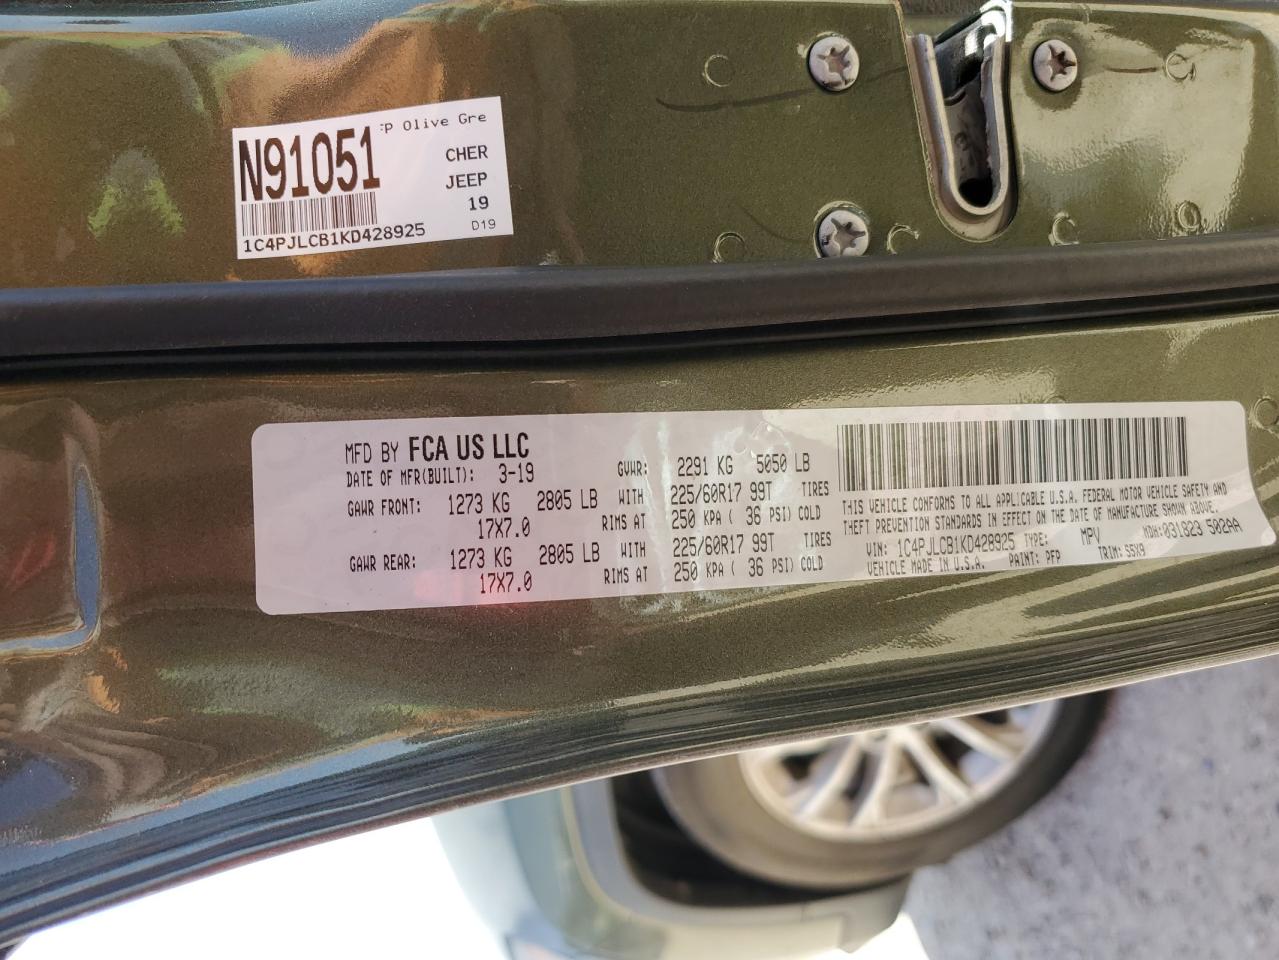 :P Olive Gre
N91051
CHER
JEEP
19
1C4PJLCB1KD428925
D19
MFD BY FCA US LLC
DATE OF MFR(BUILT): 3-19
GVWR: 2291 KG 5050 LB
GAWR FRONT: 1273 KG 2805 LB WITH 225/60R17 99T TIRES
17X7.0 RIMS AT 250 KPA ( 36 PSI) COLD
GAWR REAR: 1273 KG 2805 LB WITH 225/60R17 99T TIRES
17X7.0 RIMS AT 250 KPA ( 36 PSI) COLD
THIS VEHICLE CONFORMS TO ALL APPLICABLE U.S.A. FEDERAL MOTOR VEHICLE SAFETY AND
THEFT PREVENTION STANDARDS IN EFFECT ON THE DATE OF MANUFACTURE SHOWN ABOVE.
VIN: 1C4PJLCB1KD428925 TYPE: MPV MDH: 031823 502AA
VEHICLE MADE IN U.S.A. PAINT: PFP TRIM: S5X9